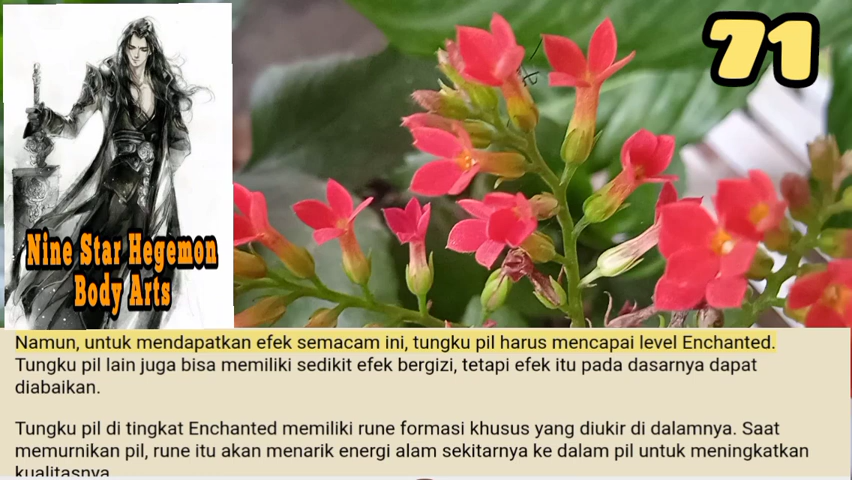 71
Nine Star Hegemon
Body Arts
Namun, untuk mendapatkan efek semacam ini, tungku pil harus mencapai level Enchanted.
Tungku pil lain juga bisa memiliki sedikit efek bergizi, tetapi efek itu pada dasarnya dapat
diabaikan.
Tungku pil di tingkat Enchanted memiliki rune formasi khusus yang diukir di dalamnya. Saat
memurnikan pil, rune itu akan menarik energi alam sekitarnya ke dalam pil untuk meningkatkan
kualitasnya